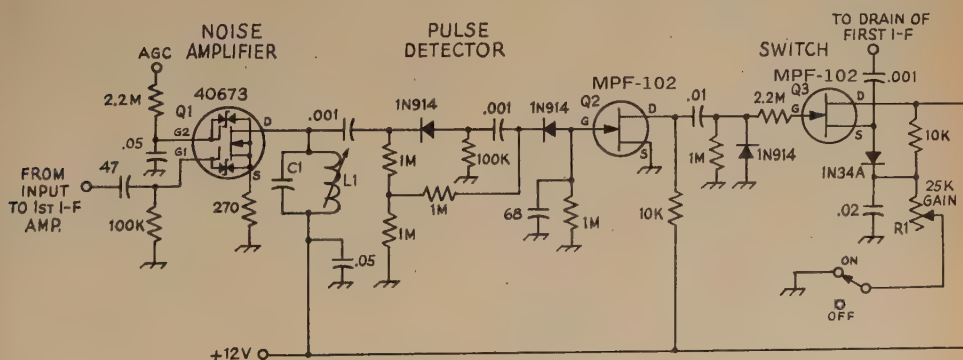 NOISE
AMPLIFIER
PULSE
DETECTOR
SWITCH
TO DRAIN OF
FIRST I-F
AGC
2.2M
Q1
40673
G2
G1
D
S
.05
47
FROM
INPUT
TO 1ST I-F
AMP.
100K
270
C1
L1
.001
.05
1M
1M
1M
1N914
100K
.001
1N914
68
1M
MPF-102
Q2
G
D
S
10K
.01
1M
1N914
2.2M
MPF-102
Q3
G
D
S
.001
10K
1N34A
.02
25K
GAIN
R1
ON
OFF
+12V